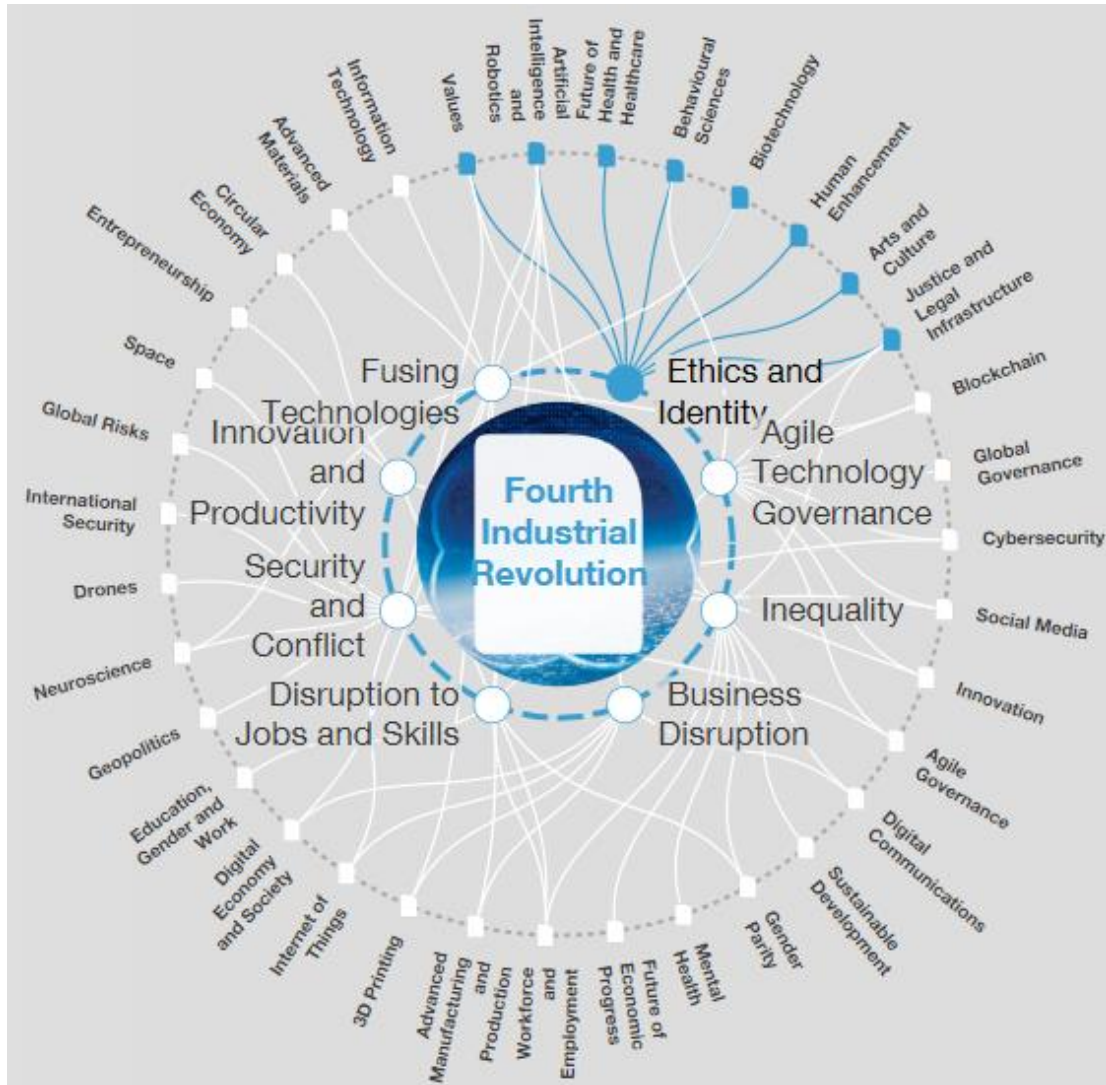 Values
Robotics
Intelligence and
Artificial
Future of
Health and
Healthcare
Behavioural
Sciences
Biotechnology
Human
Enhancement
Arts and
Culture
Justice and
Legal
Infrastructure
Blockchain
Global
Governance
Cybersecurity
Social Media
Innovation
Agile
Governance
Digital
Communications
Sustainable
Development
Gender
Parity
Mental
Health
Future of
Economic
Progress
Workforce
and
Employment
Advanced
Manufacturing
and
Production
3D Printing
Internet of
Things
Digital
Economy
and Society
Education,
Gender and
Work
Geopolitics
Neuroscience
Drones
International
Security
Global Risks
Space
Entrepreneurship
Circular
Economy
Advanced
Materials
Information
Technology
Fusing
Technologies
Ethics and
Identity
Innovation
and
Productivity
Agile
Technology
Governance
Security
and
Conflict
Inequality
Disruption to
Jobs and Skills
Business
Disruption
Fourth
Industrial
Revolution